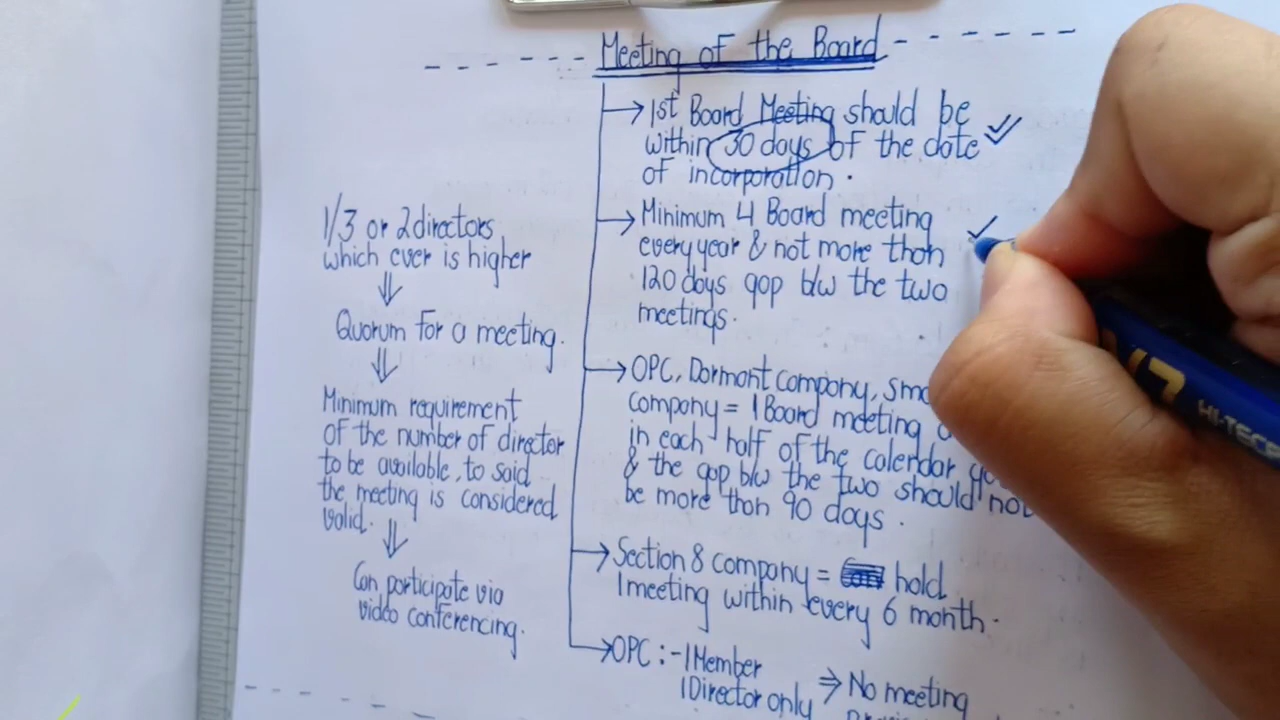 Meeting of the Board
1st Board Meeting should be
within 30 days of the date
of incorporation.
Minimum 4 Board meeting
every year & not more than
120 days gap b/w the two
meetings.
OPC, Dormant company,
company = 1 Board meeting
in each half of the calendar
& the gap b/w the two should not
be more than 90 days.
Section 8 company = hold
1 meeting within every 6 month.
OPC :- 1 Member
1 Director only ⇒ No meeting
1/3 or 2 directors
which ever is higher
Quorum for a meeting.
Minimum requirement
of the number of director
to be available, to said
the meeting is considered
valid.
Can participate via
video conferencing.
V7
HI-TECP